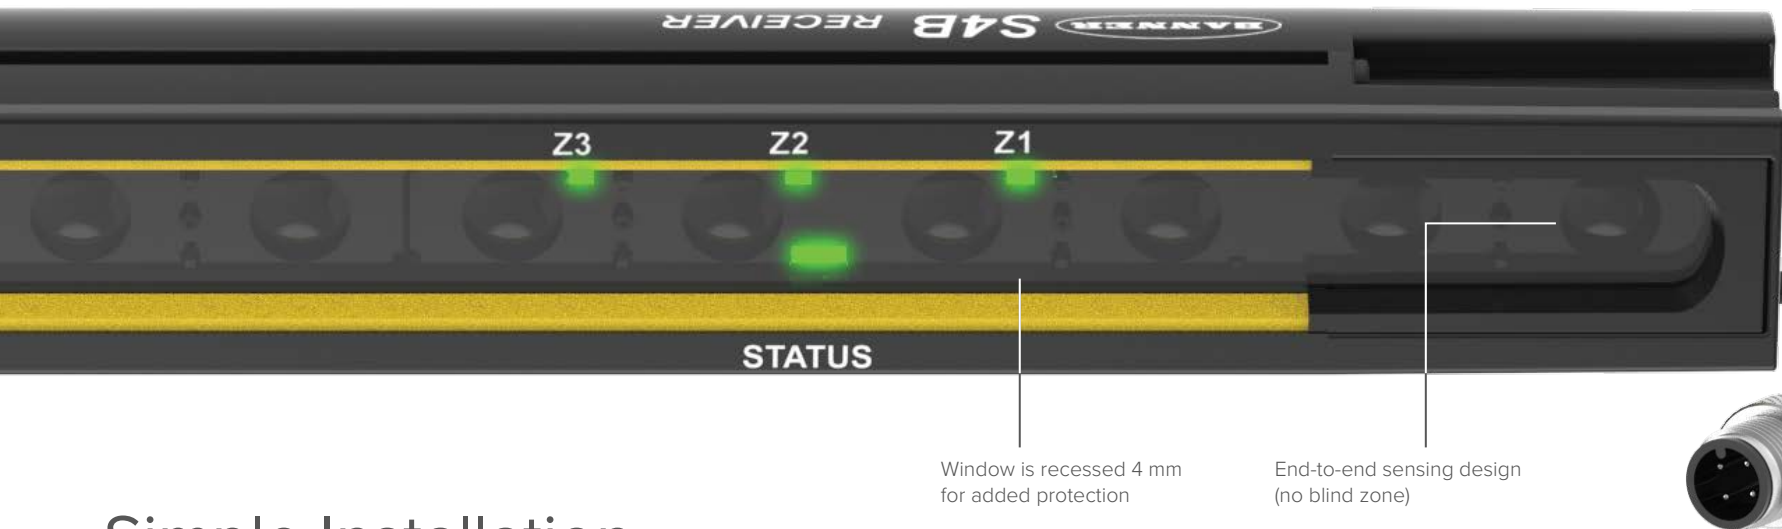 BANNER S4B RECEIVER
Z3 Z2 Z1
STATUS
Window is recessed 4 mm
for added protection
End-to-end sensing design
(no blind zone)
Simple Installation